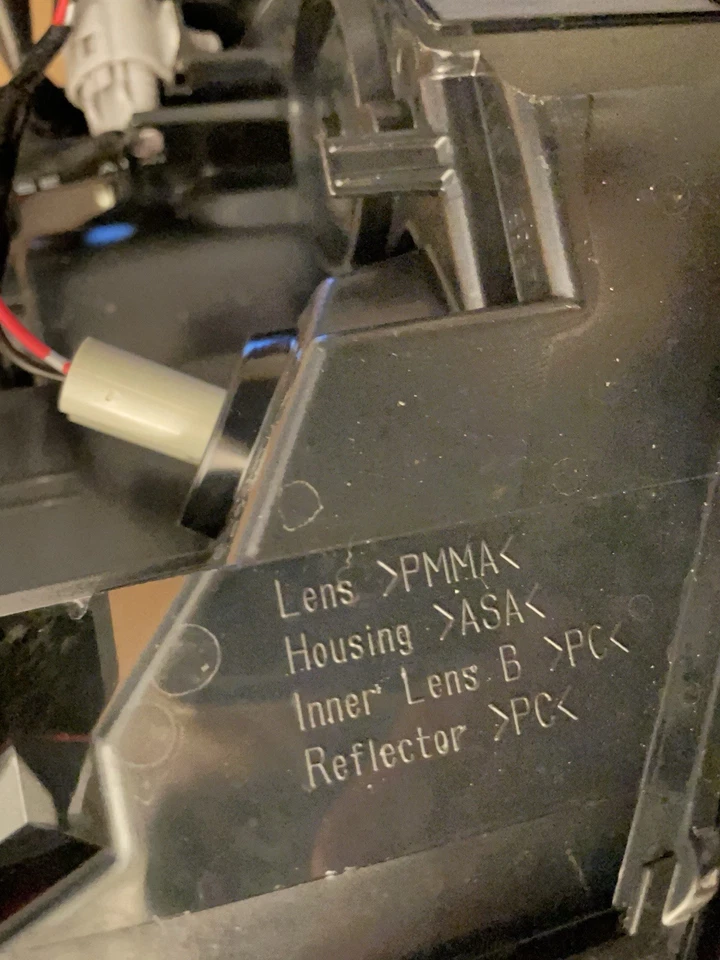 Lens >PMMA<
Housing >ASA<
Inner Lens B >PC<
Reflector >PC<